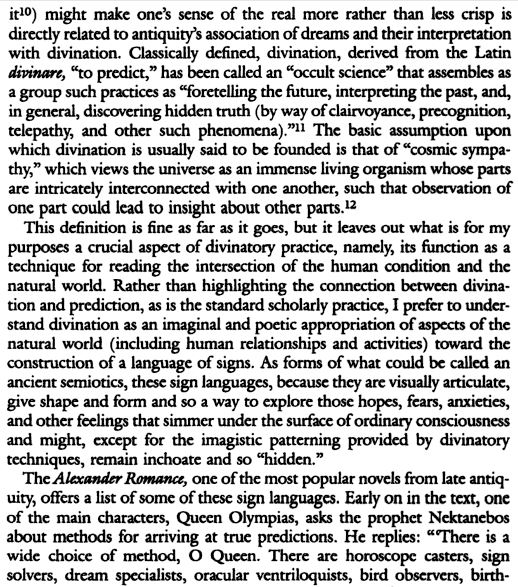 it¹⁰) might make one's sense of the real more rather than less crisp is
directly related to antiquity's association of dreams and their interpretation
with divination. Classically defined, divination, derived from the Latin
divinare, "to predict," has been called an "occult science" that assembles as
a group such practices as "foretelling the future, interpreting the past, and,
in general, discovering hidden truth (by way of clairvoyance, precognition,
telepathy, and other such phenomena)."¹¹ The basic assumption upon
which divination is usually said to be founded is that of "cosmic sympa-
thy," which views the universe as an immense living organism whose parts
are intricately interconnected with one another, such that observation of
one part could lead to insight about other parts.¹²
This definition is fine as far as it goes, but it leaves out what is for my
purposes a crucial aspect of divinatory practice, namely, its function as a
technique for reading the intersection of the human condition and the
natural world. Rather than highlighting the connection between divina-
tion and prediction, as is the standard scholarly practice, I prefer to under-
stand divination as an imaginal and poetic appropriation of aspects of the
natural world (including human relationships and activities) toward the
construction of a language of signs. As forms of what could be called an
ancient semiotics, these sign languages, because they are visually articulate,
give shape and form and so a way to explore those hopes, fears, anxieties,
and other feelings that simmer under the surface of ordinary consciousness
and might, except for the imagistic patterning provided by divinatory
techniques, remain inchoate and so "hidden."
The Alexander Romance, one of the most popular novels from late antiq-
uity, offers a list of some of these sign languages. Early on in the text, one
of the main characters, Queen Olympias, asks the prophet Nektanebos
about methods for arriving at true predictions. He replies: "'There is a
wide choice of method, O Queen. There are horoscope casters, sign
solvers, dream specialists, oracular ventriloquists, bird observers, birth-